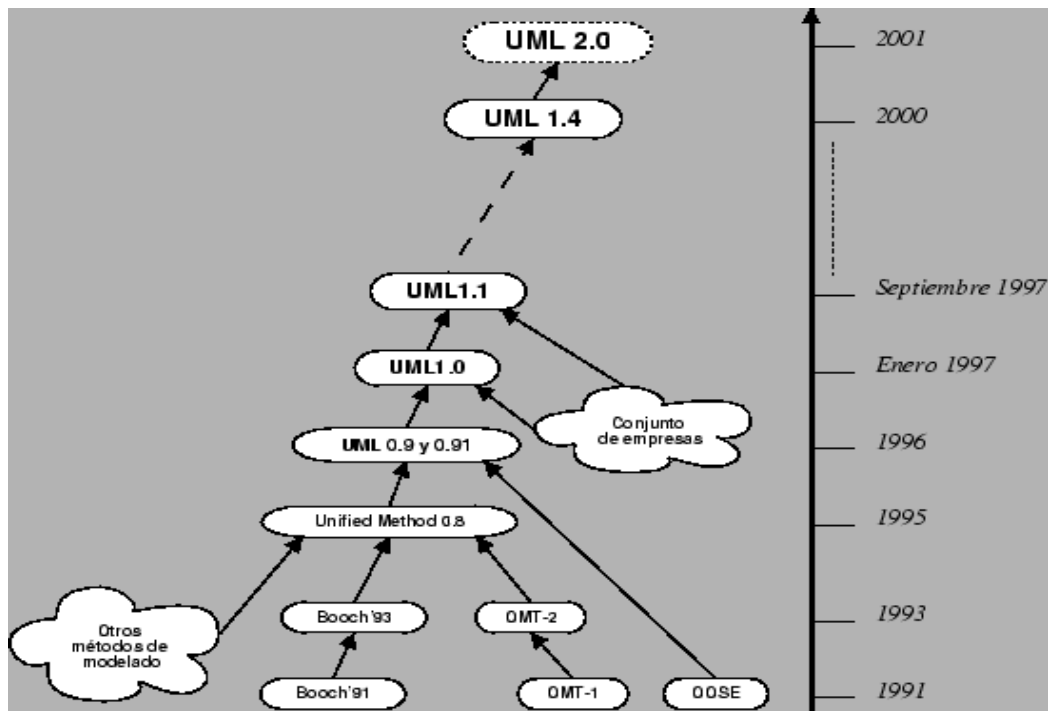 UML 2.0
2001
UML 1.4
2000
UML1.1
Septiembre 1997
UML1.0
Enero 1997
Conjunto
de empresas
UML 0.9 y 0.91
1996
Unified Method 0.8
1995
Otros
métodos de
modelado
Booch'93
OMT-2
1993
Booch'91
OMT-1
OOSE
1991